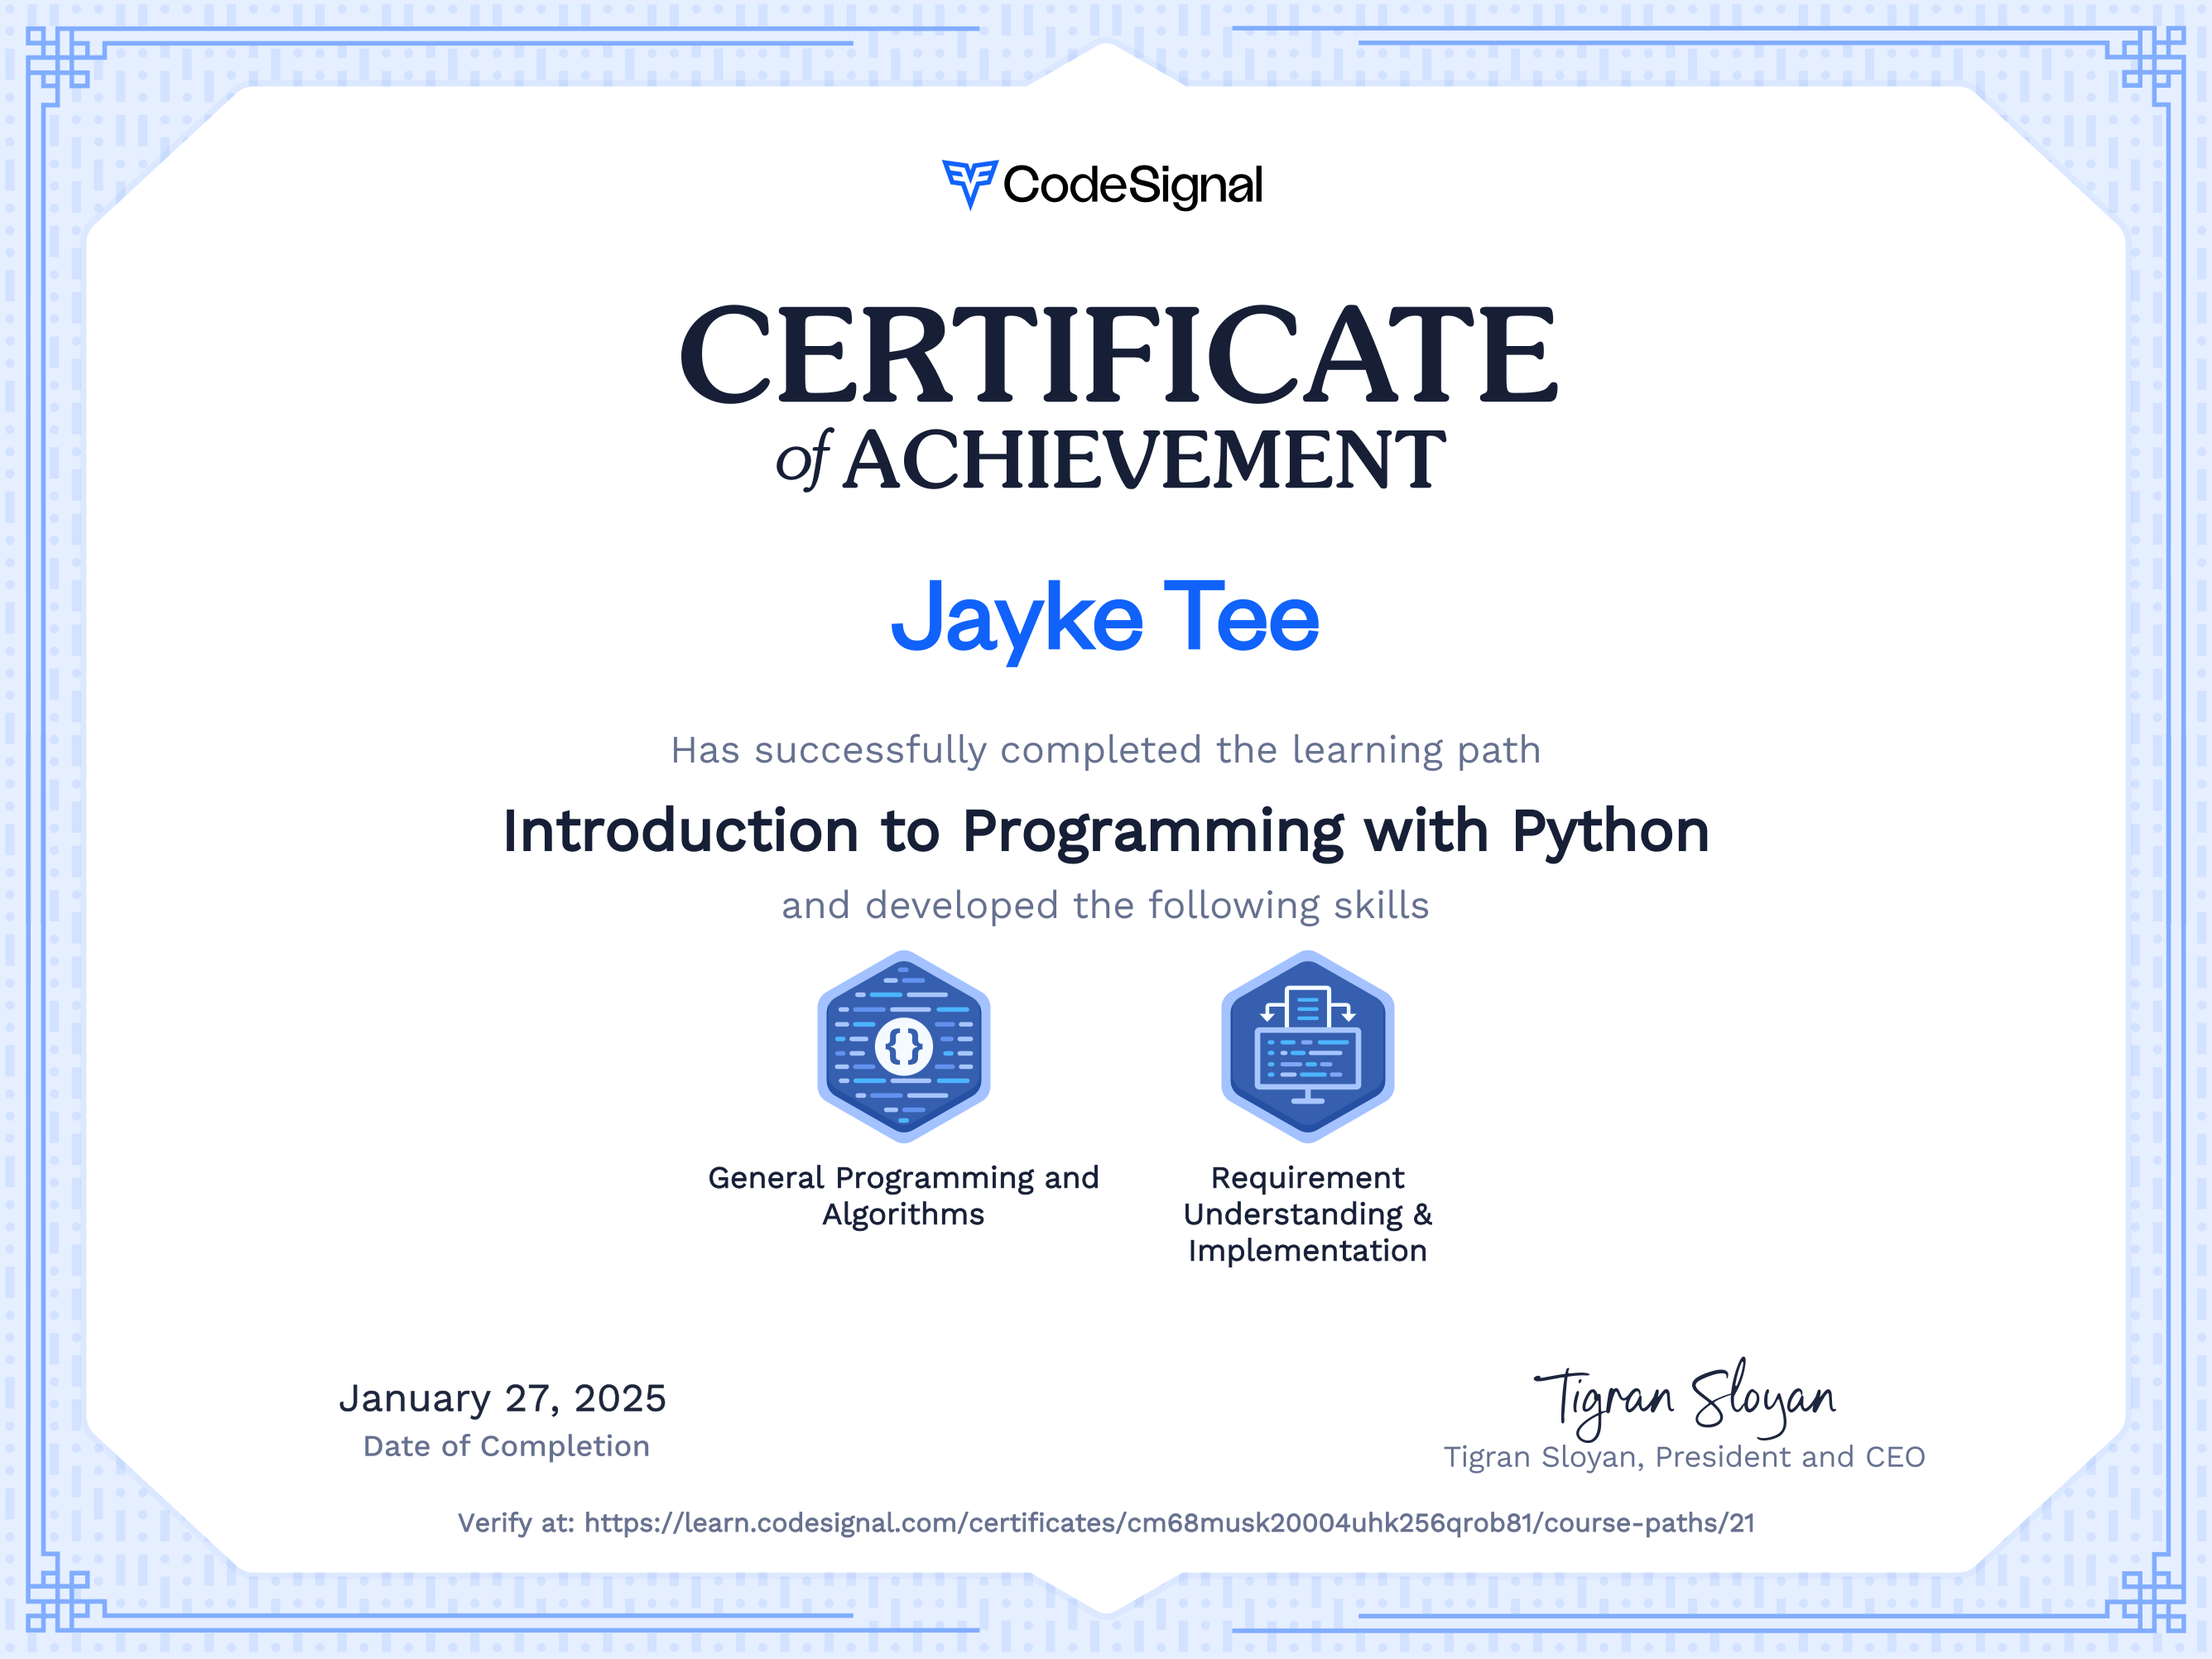 CodeSignal
CERTIFICATE
of ACHIEVEMENT
Jayke Tee
Has successfully completed the learning path
Introduction to Programming with Python
and developed the following skills
{}
General Programming and
Algorithms
Requirement
Understanding &
Implementation
January 27, 2025
Date of Completion
Tigran Sloyan
Tigran Sloyan, President and CEO
Verify at: https://learn.codesignal.com/certificates/cm68musk20004uhk256qrob81/course-paths/21